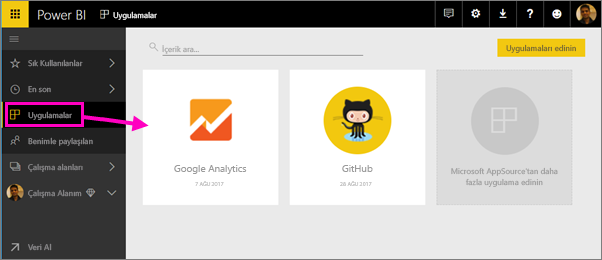 Power BI
Uygulamalar
İçerik ara...
Uygulamaları edinin
Sık Kullanılanlar
En son
Uygulamalar
Benimle paylaşılan
Çalışma alanları
Çalışma Alanım
Veri Al
Google Analytics
7 AĞU 2017
GitHub
28 AĞU 2017
Microsoft AppSource'tan daha
fazla uygulama edinin